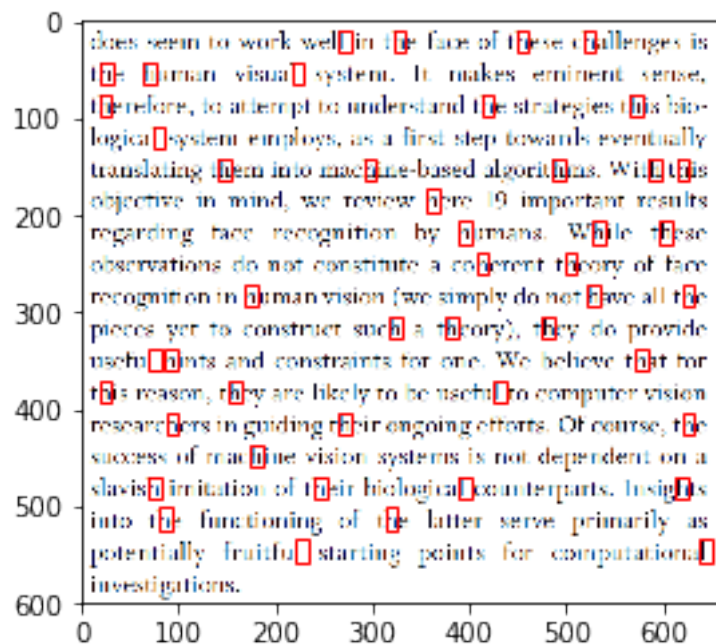 0
100
200
300
400
500
600
does seem to work well in the face of these challenges is
the human visual system. It makes eminent sense,
therefore, to attempt to understand the strategies this bio-
logical system employs, as a first step towards eventually
translating them into machine-based algorithms. With this
objective in mind, we review here 19 important results
regarding face recognition by humans. While these
observations do not constitute a coherent theory of face
recognition in human vision (we simply do not have all the
pieces yet to construct such a theory), they do provide
useful hints and constraints for one. We believe that for
this reason, they are likely to be useful to computer vision
researchers in guiding their ongoing efforts. Of course, the
success of machine vision systems is not dependent on a
slavish imitation of their biological counterparts. Insights
into the functioning of the latter serve primarily as
potentially fruitful starting points for computational
investigations.
0 100 200 300 400 500 600